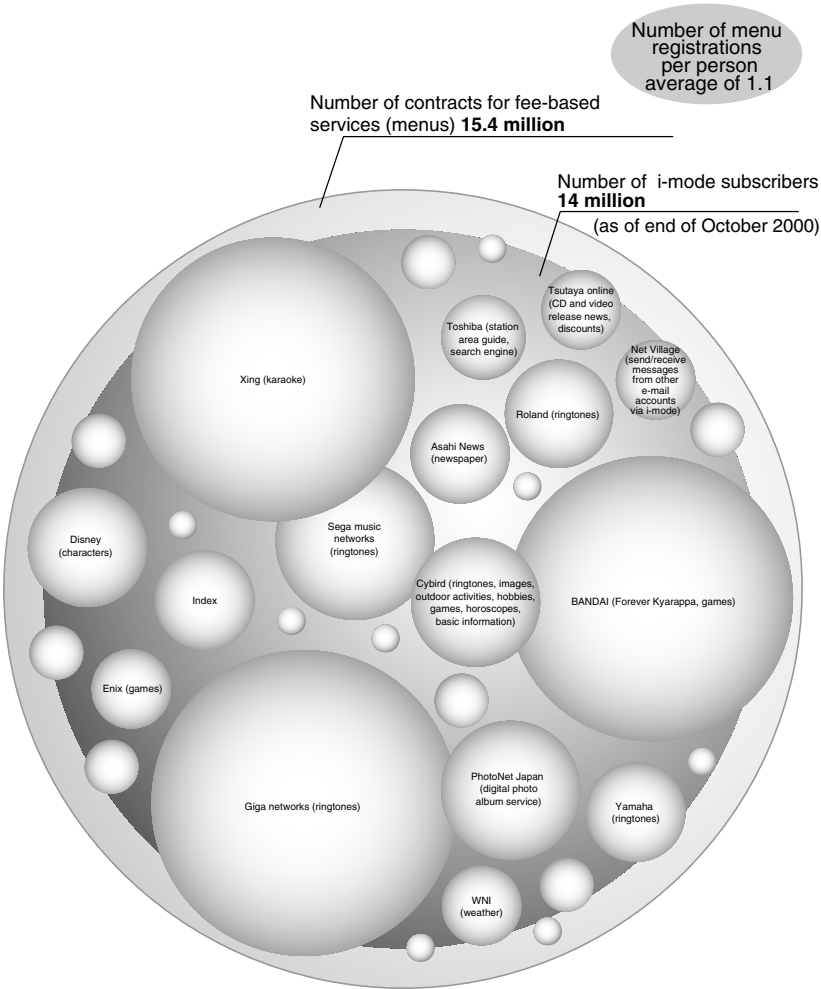 Number of menu
registrations
per person
average of 1.1
Number of contracts for fee-based
services (menus) 15.4 million
Number of i-mode subscribers
14 million
(as of end of October 2000)
Tsutaya online
(CD and video
release news,
discounts)
Toshiba (station
area guide,
search engine)
Net Village
(send/receive
messages
from other
e-mail
accounts
via i-mode)
Xing (karaoke)
Roland (ringtones)
Asahi News
(newspaper)
Sega music
networks
(ringtones)
Disney
(characters)
Cybird (ringtones, images,
outdoor activities, hobbies,
games, horoscopes,
basic information)
BANDAI (Forever Kyarappa, games)
Index
Enix (games)
PhotoNet Japan
(digital photo
album service)
Giga networks (ringtones)
Yamaha
(ringtones)
WNI
(weather)